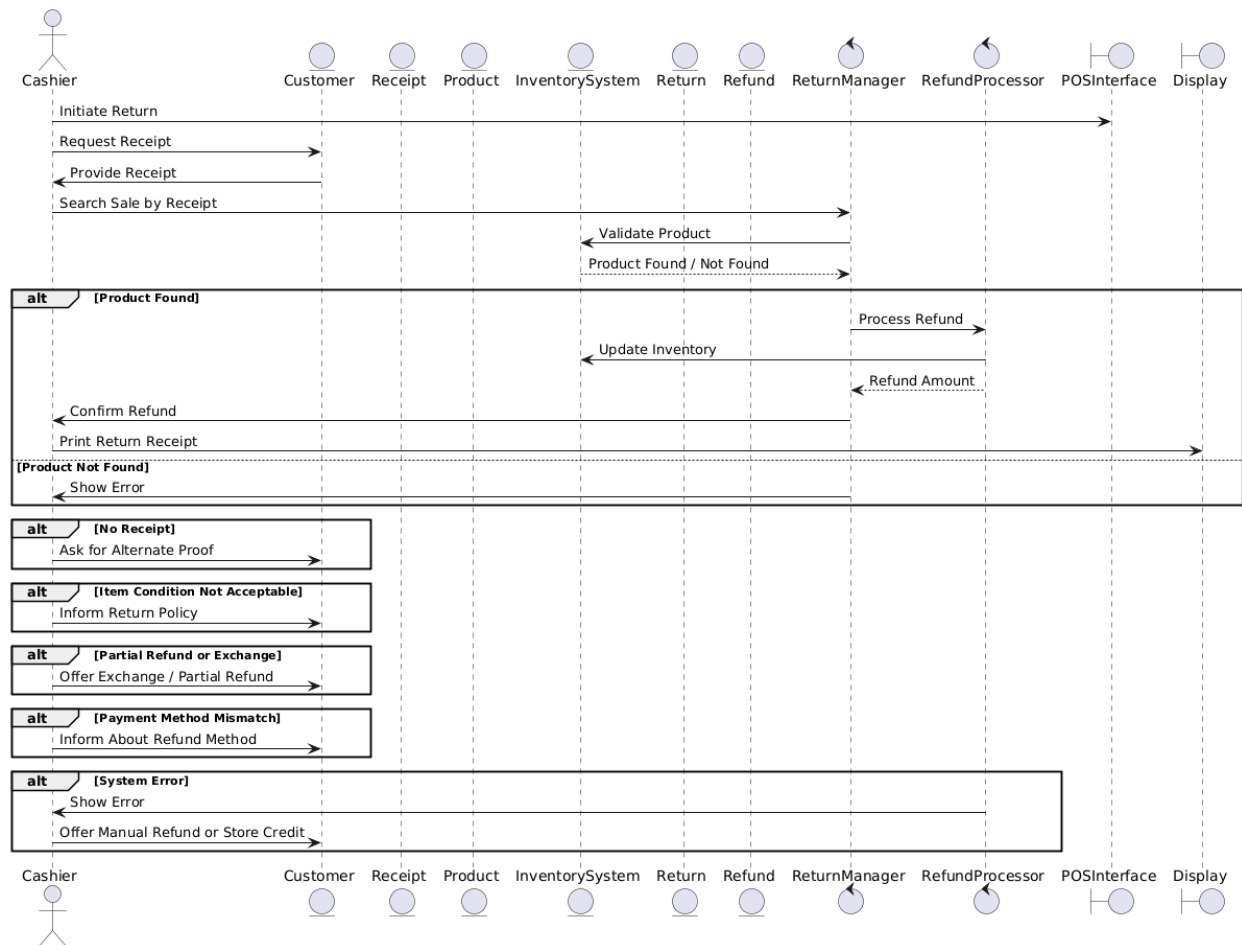 Cashier
Customer Receipt Product InventorySystem Return Refund ReturnManager RefundProcessor POSInterface Display
Initiate Return
Request Receipt
Provide Receipt
Search Sale by Receipt
Validate Product
Product Found / Not Found
alt [Product Found]
Process Refund
Update Inventory
Refund Amount
Confirm Refund
Print Return Receipt
[Product Not Found]
Show Error
alt [No Receipt]
Ask for Alternate Proof
alt [Item Condition Not Acceptable]
Inform Return Policy
alt [Partial Refund or Exchange]
Offer Exchange / Partial Refund
alt [Payment Method Mismatch]
Inform About Refund Method
alt [System Error]
Show Error
Offer Manual Refund or Store Credit
Cashier Customer Receipt Product InventorySystem Return Refund ReturnManager RefundProcessor POSInterface Display